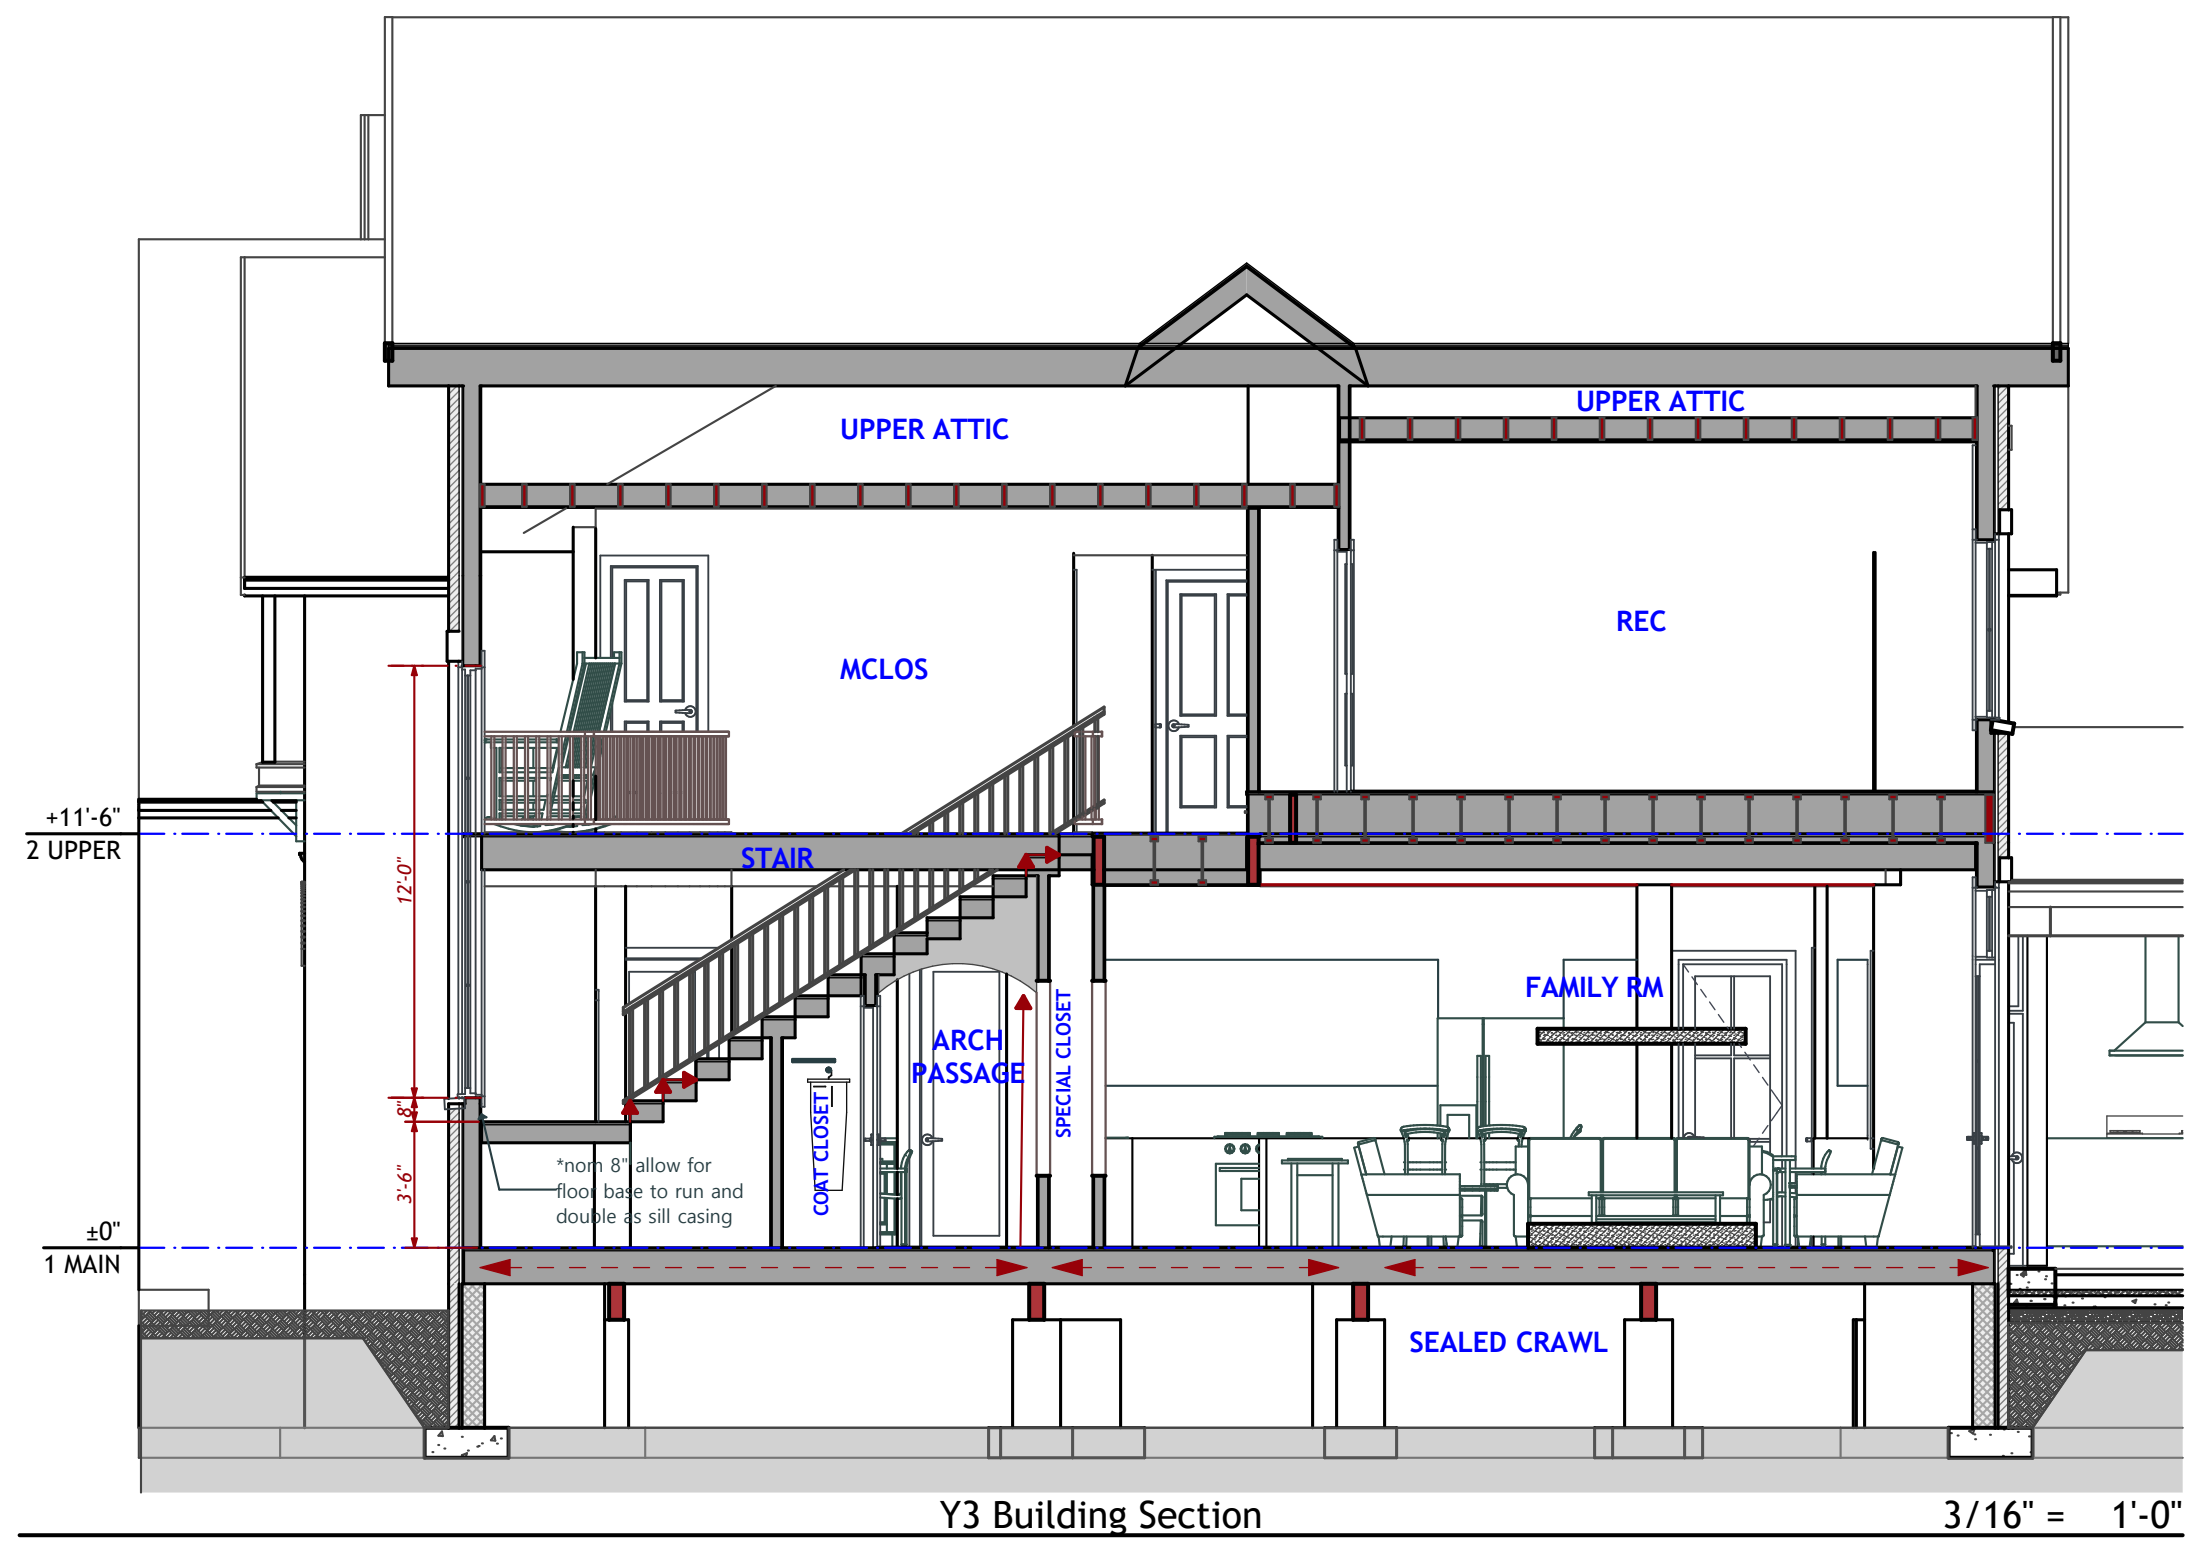 UPPER ATTIC
UPPER ATTIC
REC
MCLOS
+11'-6"
2 UPPER
STAIR
12'-0"
FAMILY RM
ARCH
PASSAGE
SPECIAL CLOSET
COAT CLOSET
8"
*nom 8" allow for
floor base to run and
double as sill casing
3'-6"
±0"
1 MAIN
SEALED CRAWL
Y3 Building Section
3/16" = 1'-0"